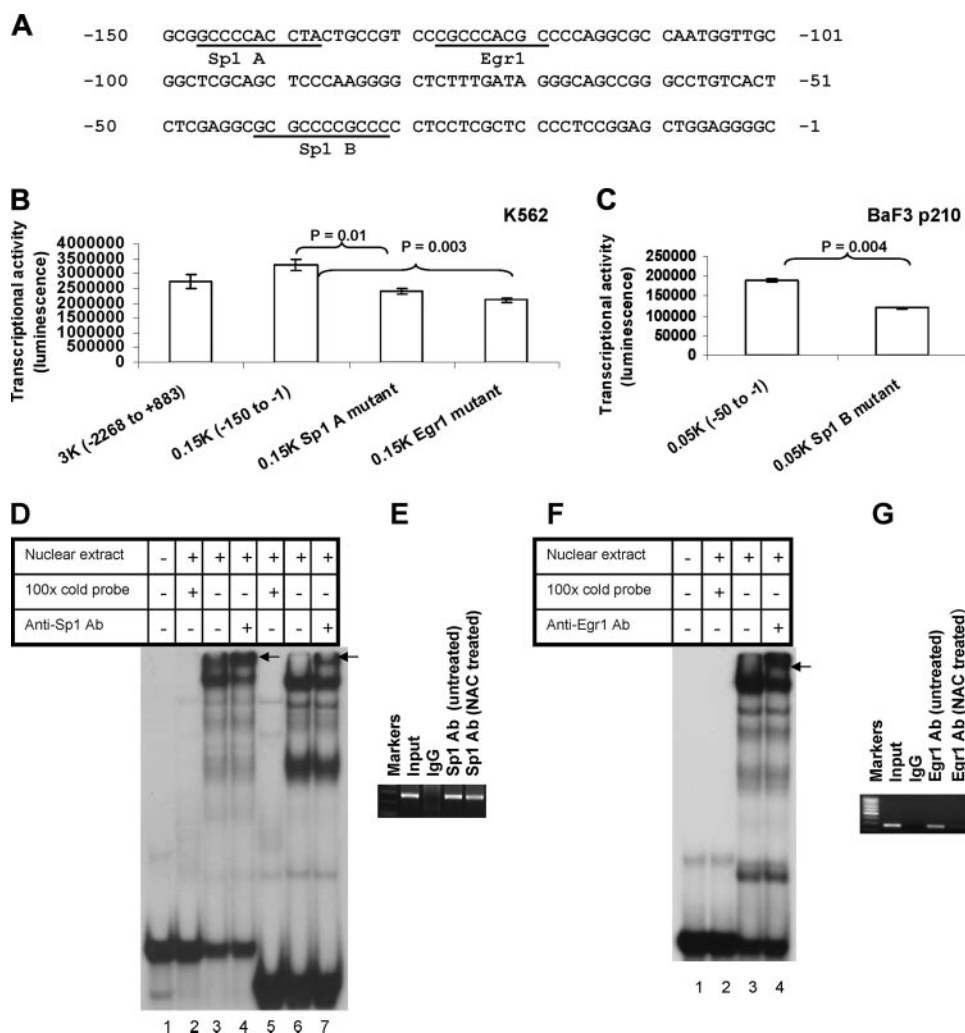 A
-150 GCGGCCCCAC CTACTGCCGT CCCGCCCACG CCCCAGGCGC CAATGGTTGC -101
Sp1 A Egr1
-100 GGCTCGCAGC TCCCAAGGGG CTCTTTGATA GGGCAGCCGG GCCTGTCACT -51
-50 CTCGAGGCGC GCGCCCCGCCC CTCCTCGCTC CCCTCCGGAG CTGGAGGGGC -1
Sp1 B
B
K562
Transcriptional activity
(luminescence)
4000000
3500000
3000000
2500000
2000000
1500000
1000000
500000
0
P = 0.01
P = 0.003
3K (-2268 to +883)
0.15K (-150 to -1)
0.15K Sp1 A mutant
0.15K Egr1 mutant
C
BaF3 p210
Transcriptional activity
(luminescence)
250000
200000
150000
100000
50000
0
P = 0.004
0.05K (-50 to -1)
0.05K Sp1 B mutant
D
Nuclear extract - + + + + + +
100x cold probe - + - - + - -
Anti-Sp1 Ab - - - + - - +
1 2 3 4 5 6 7
E
Markers
Input
IgG
Sp1 Ab (untreated)
Sp1 Ab (NAC treated)
F
Nuclear extract - + + +
100x cold probe - + - -
Anti-Egr1 Ab - - - +
1 2 3 4
G
Markers
Input
IgG
Egr1 Ab (untreated)
Egr1 Ab (NAC treated)